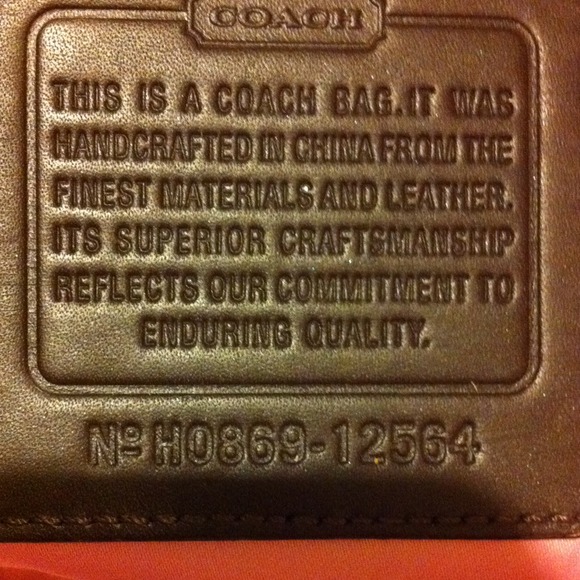 COACH
THIS IS A COACH BAG. IT WAS
HANDCRAFTED IN CHINA FROM THE
FINEST MATERIALS AND LEATHER.
ITS SUPERIOR CRAFTSMANSHIP
REFLECTS OUR COMMITMENT TO
ENDURING QUALITY.
Nº H0869-12564